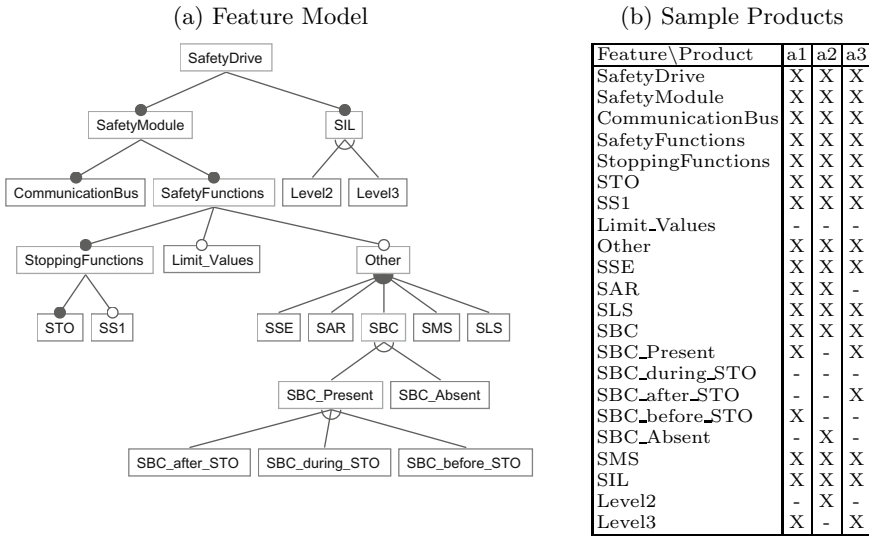 (a) Feature Model
SafetyDrive
SafetyModule SIL
CommunicationBus SafetyFunctions Level2 Level3
StoppingFunctions Limit_Values Other
STO SS1 SSE SAR SBC SMS SLS
SBC_Present SBC_Absent
SBC_after_STO SBC_during_STO SBC_before_STO
(b) Sample Products
Feature\Product a1 a2 a3
SafetyDrive X X X
SafetyModule X X X
CommunicationBus X X X
SafetyFunctions X X X
StoppingFunctions X X X
STO X X X
SS1 X X X
Limit_Values - - -
Other X X X
SSE X X X
SAR X X -
SLS X X X
SBC X X X
SBC_Present X - X
SBC_during_STO - - -
SBC_after_STO - - X
SBC_before_STO X - -
SBC_Absent - X -
SMS X X X
SIL X X X
Level2 - X -
Level3 X - X